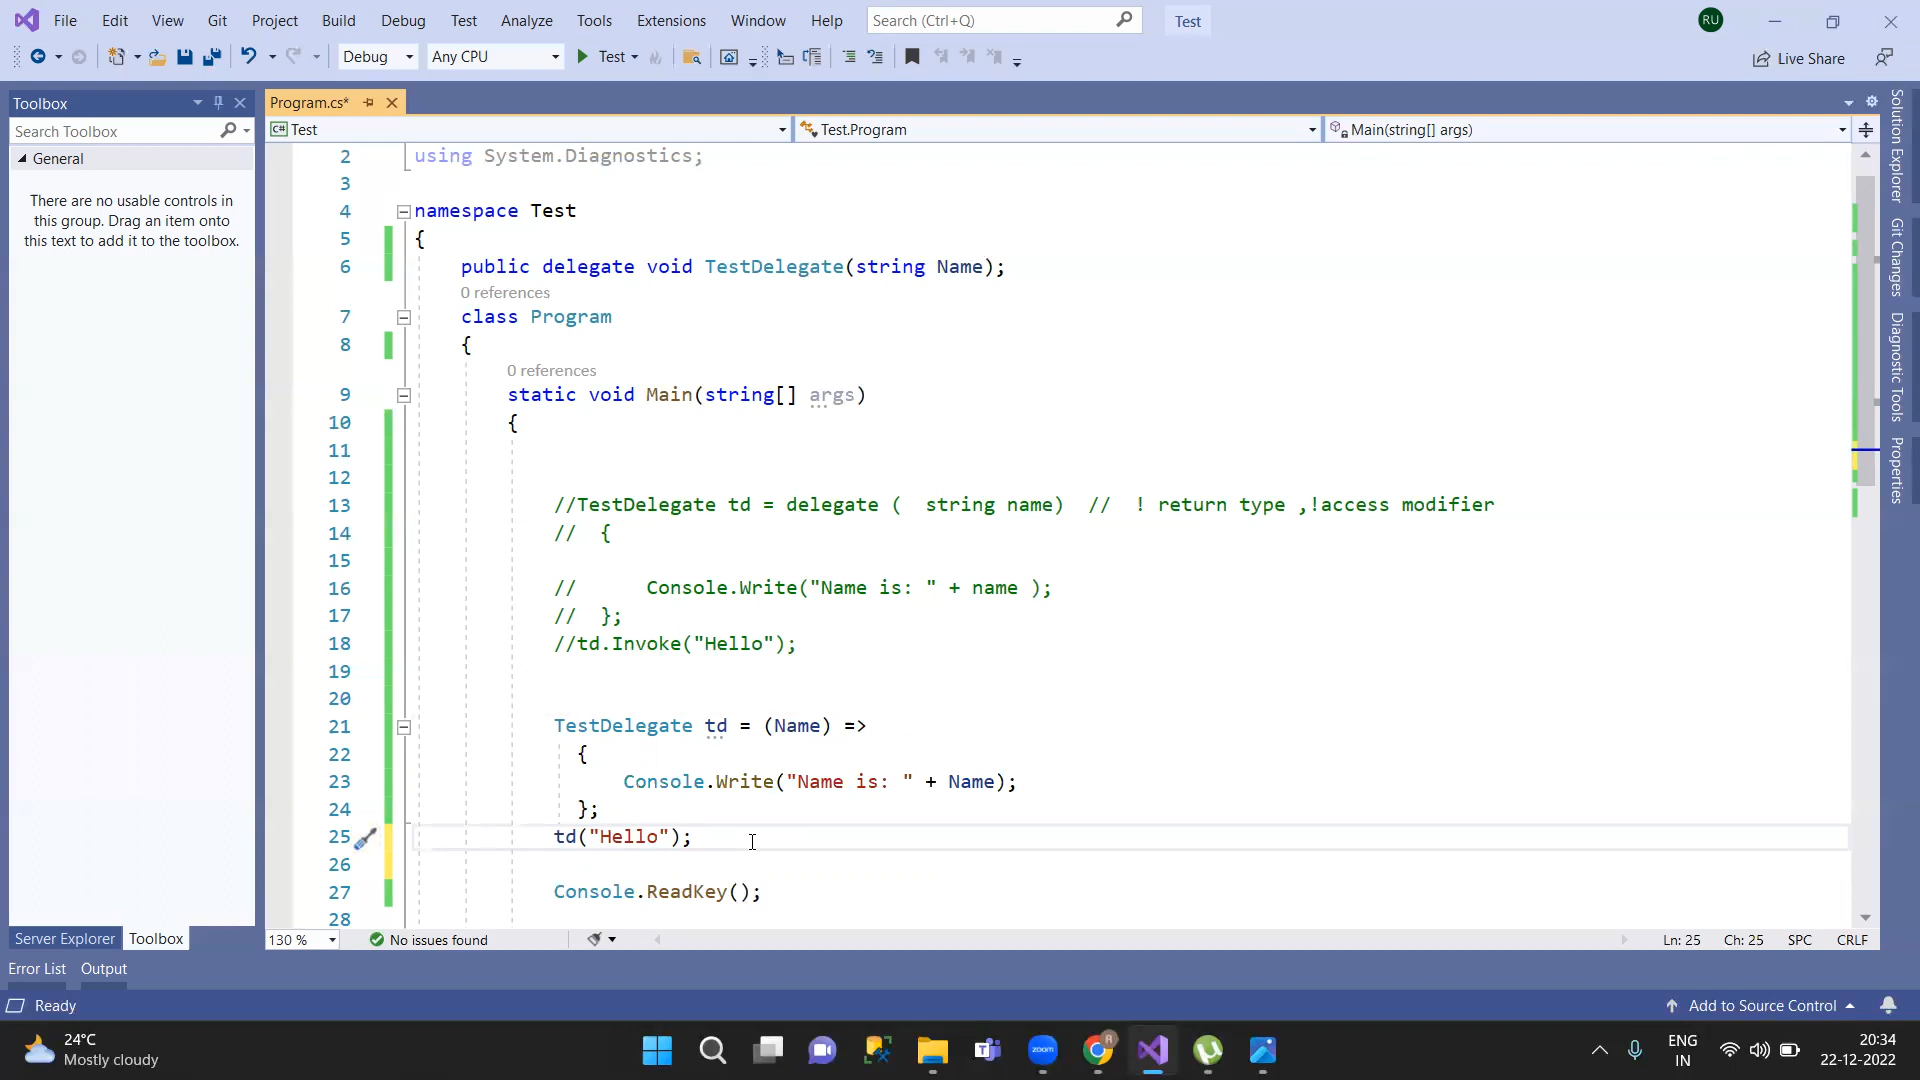 File Edit View Git Project Build Debug Test Analyze Tools Extensions Window Help Search (Ctrl+Q) Test RU
Debug Any CPU Test Live Share
Toolbox
Search Toolbox
General
There are no usable controls in
this group. Drag an item onto
this text to add it to the toolbox.
Server Explorer Toolbox
Program.cs*
C# Test Test.Program Main(string[] args)
2 using System.Diagnostics;
3
4 namespace Test
5 {
6 public delegate void TestDelegate(string Name);
0 references
7 class Program
8 {
0 references
9 static void Main(string[] args)
10 {
11
12
13 //TestDelegate td = delegate (  string name)  //  ! return type ,!access modifier
14 //  {
15
16 //      Console.Write("Name is: " + name );
17 //  };
18 //td.Invoke("Hello");
19
20
21 TestDelegate td = (Name) =>
22 {
23 Console.Write("Name is: " + Name);
24 };
25 td("Hello");
26
27 Console.ReadKey();
28
130 % No issues found Ln: 25 Ch: 25 SPC CRLF
Solution Explorer
Git Changes
Diagnostic Tools
Properties
Error List Output
Ready Add to Source Control
24°C
Mostly cloudy
zoom
R
ENG
IN
20:34
22-12-2022